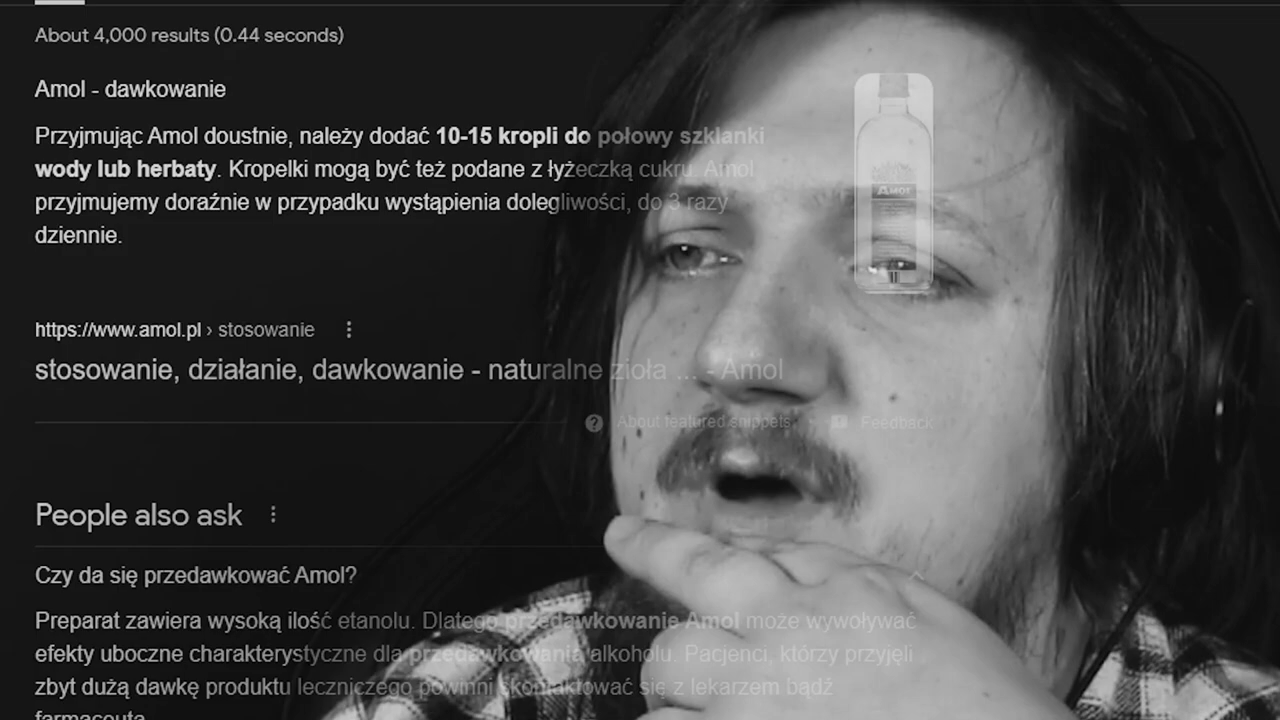 About 4,000 results (0.44 seconds)
Amol - dawkowanie
Przyjmując Amol doustnie, należy dodać 10-15 kropli do połowy szklanki
wody lub herbaty. Kropelki mogą być też podane z łyżeczką cukru. Amol
przyjmujemy doraźnie w przypadku wystąpienia dolegliwości, do 3 razy
dziennie.
AMOL
https://www.amol.pl › stosowanie
stosowanie, działanie, dawkowanie - naturalne zioła ... - Amol
About featured snippets
Feedback
People also ask
Czy da się przedawkować Amol?
Preparat zawiera wysoką ilość etanolu. Dlatego przedawkowanie Amol może wywoływać
efekty uboczne charakterystyczne dla przedawkowania alkoholu. Pacjenci, którzy przyjęli
zbyt dużą dawkę produktu leczniczego powinni skontaktować się z lekarzem bądź
farmaceutą.